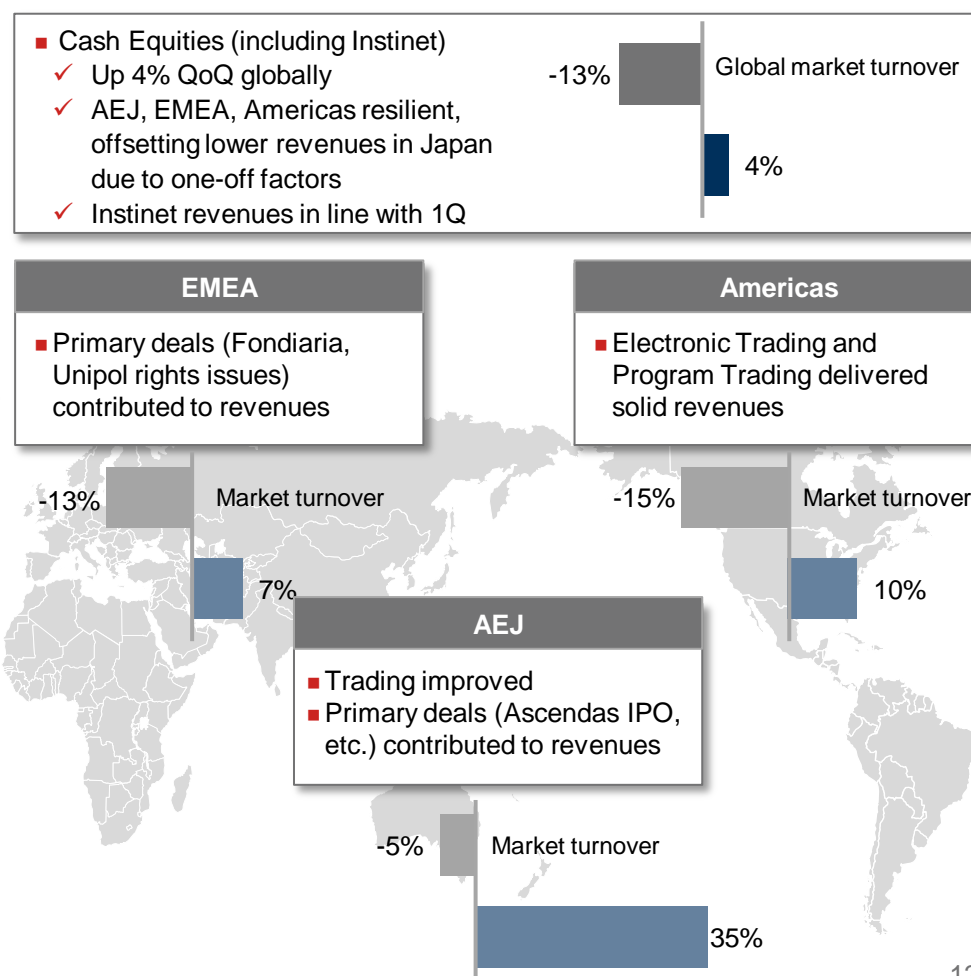 ■ Cash Equities (including Instinet)
✓ Up 4% QoQ globally
✓ AEJ, EMEA, Americas resilient,
offsetting lower revenues in Japan
due to one-off factors
✓ Instinet revenues in line with 1Q
-13%
Global market turnover
4%
EMEA
■ Primary deals (Fondiaria,
Unipol rights issues)
contributed to revenues
-13%
Market turnover
7%
Americas
■ Electronic Trading and
Program Trading delivered
solid revenues
-15%
Market turnover
10%
AEJ
■ Trading improved
■ Primary deals (Ascendas IPO,
etc.) contributed to revenues
-5%
Market turnover
35%